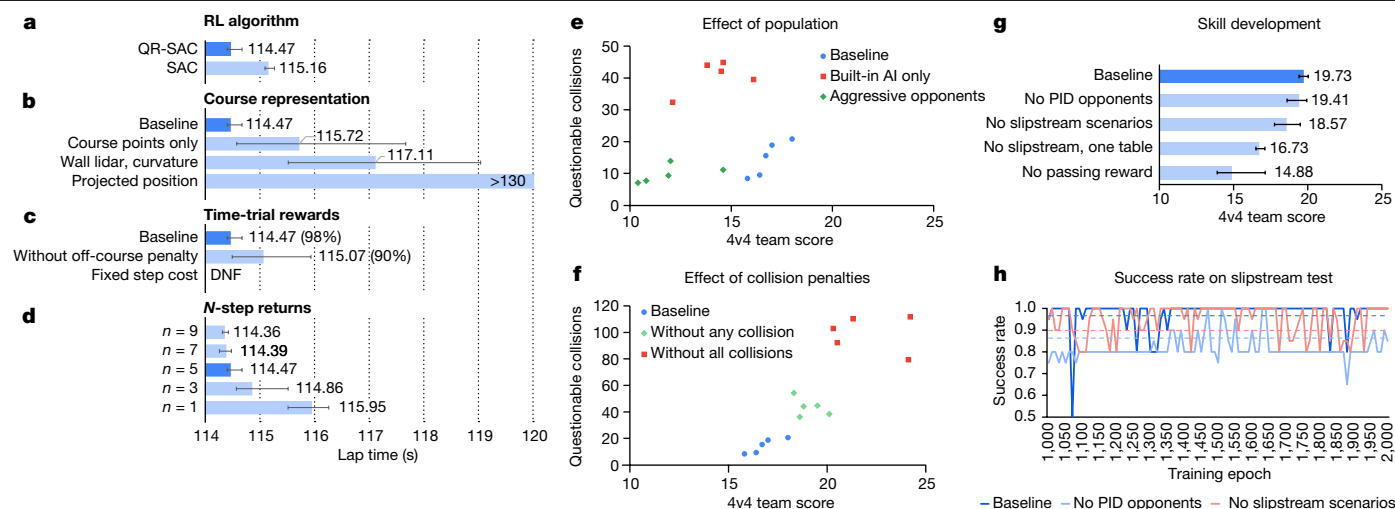 a
RL algorithm
QR-SAC 114.47
SAC 115.16
b
Course representation
Baseline 114.47
Course points only 115.72
Wall lidar, curvature 117.11
Projected position >130
c
Time-trial rewards
Baseline 114.47 (98%)
Without off-course penalty 115.07 (90%)
Fixed step cost DNF
d
N-step returns
n = 9 114.36
n = 7 114.39
n = 5 114.47
n = 3 114.86
n = 1 115.95
114 115 116 117 118 119 120
Lap time (s)
e
Effect of population
Questionable collisions
50
40
30
20
10
0
Baseline
Built-in AI only
Aggressive opponents
10 15 20 25
4v4 team score
f
Effect of collision penalties
Questionable collisions
120
100
80
60
40
20
0
Baseline
Without any collision
Without all collisions
10 15 20 25
4v4 team score
g
Skill development
Baseline 19.73
No PID opponents 19.41
No slipstream scenarios 18.57
No slipstream, one table 16.73
No passing reward 14.88
10 15 20 25
4v4 team score
h
Success rate on slipstream test
Success rate
1.0
0.9
0.8
0.7
0.6
0.5
1,000 1,050 1,100 1,150 1,200 1,250 1,300 1,350 1,400 1,450 1,500 1,550 1,600 1,650 1,700 1,750 1,800 1,850 1,900 1,950 2,000
Training epoch
Baseline No PID opponents No slipstream scenarios